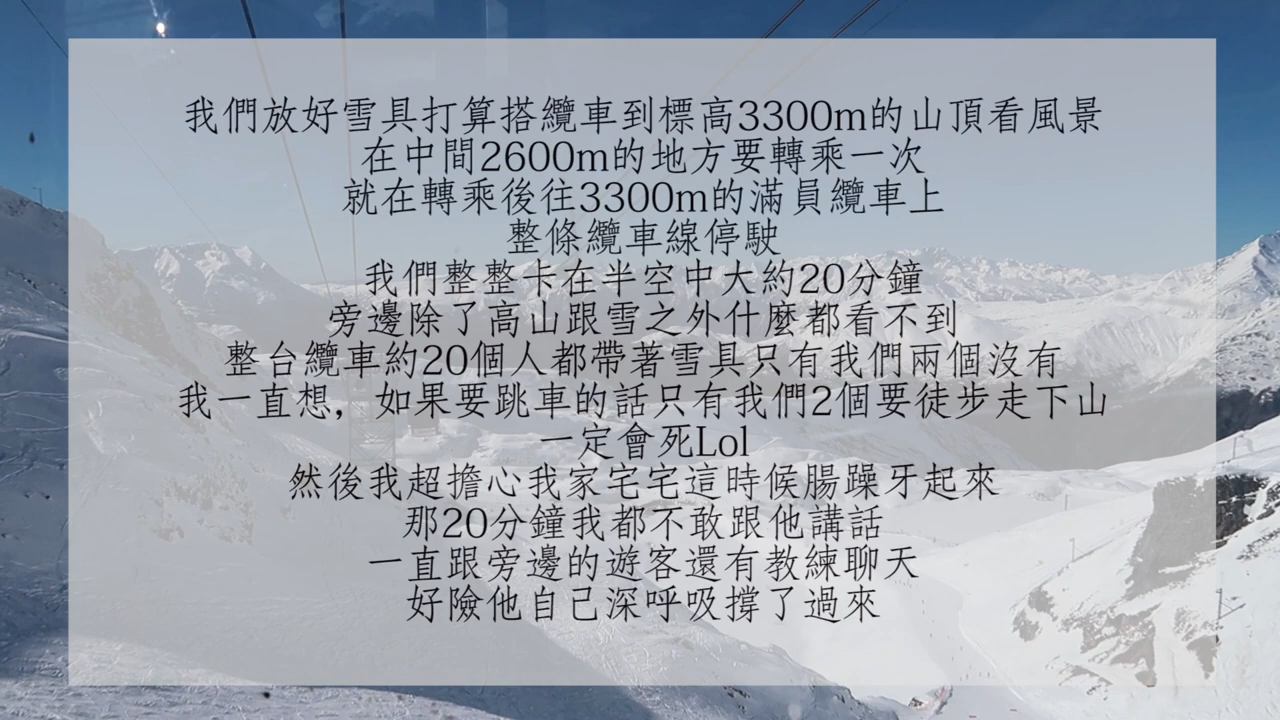 我們放好雪具打算搭纜車到標高3300m的山頂看風景
在中間2600m的地方要轉乘一次
就在轉乘後往3300m的滿員纜車上
整條纜車線停駛
我們整整卡在半空中大約20分鐘
旁邊除了高山跟雪之外什麼都看不到
整台纜車約20個人都帶著雪具只有我們兩個沒有
我一直想，如果要跳車的話只有我們2個要徒步走下山
一定會死Lol
然後我超擔心我家宅宅這時候腸躁牙起來
那20分鐘我都不敢跟他講話
一直跟旁邊的遊客還有教練聊天
好險他自己深呼吸撐了過來